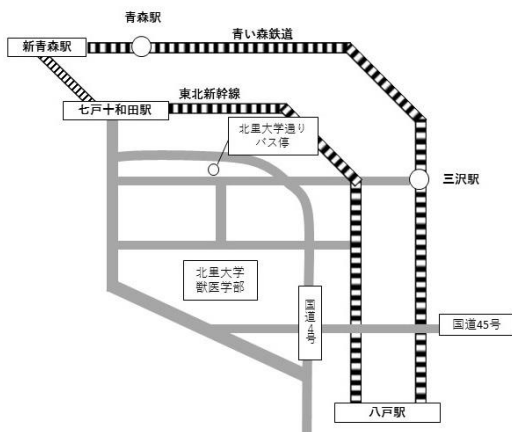 青森駅
新青森駅
青い森鉄道
東北新幹線
七戸十和田駅
北里大学通り
バス停
三沢駅
北里大学
獣医学部
国道4号
国道45号
八戸駅